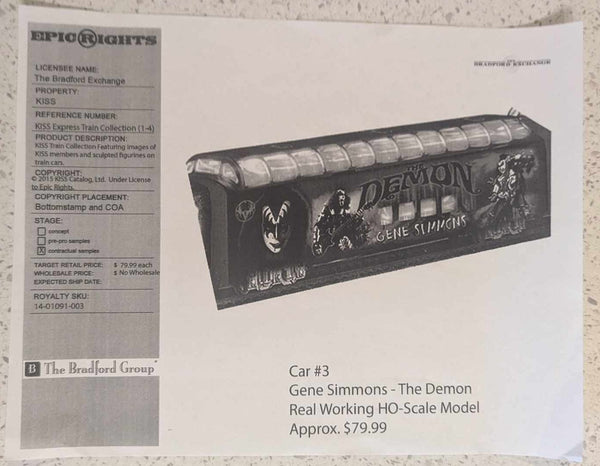 EPIC RIGHTS
LICENSEE NAME:
The Bradford Exchange
PROPERTY:
KISS
REFERENCE NUMBER:
KISS Express Train Collection (1-4)
PRODUCT DESCRIPTION:
KISS Train Collection Featuring images of
KISS members and sculpted figurines on
train cars.
COPYRIGHT:
© 2015 KISS Catalog, Ltd. Under License
to Epic Rights.
COPYRIGHT PLACEMENT:
Bottomstamp and COA
STAGE:
concept
pre-pro samples
X contractual samples
TARGET RETAIL PRICE: $ 79.99 each
WHOLESALE PRICE: $ No Wholesale
EXPECTED SHIP DATE:
ROYALTY SKU:
14-01091-003
B The Bradford Group
BRADFORD EXCHANGE
THE DEMON
GENE SIMMONS
Car #3
Gene Simmons - The Demon
Real Working HO-Scale Model
Approx. $79.99